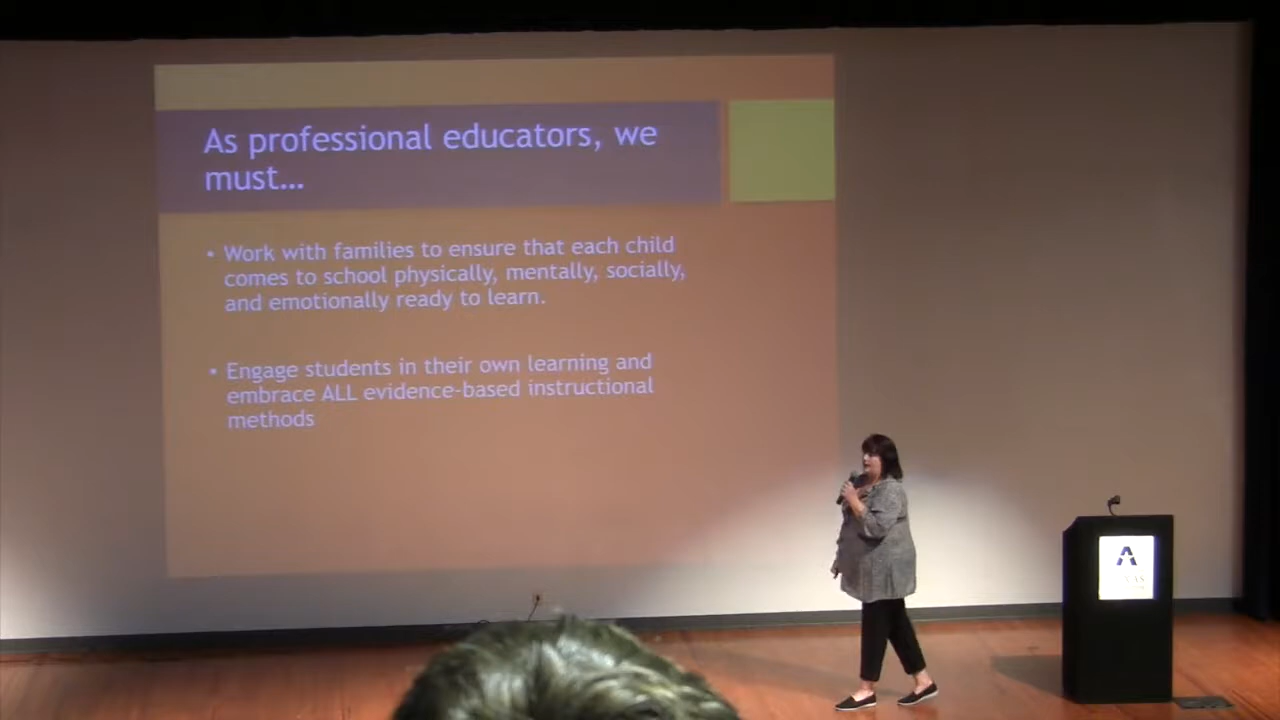 As professional educators, we
must...
• Work with families to ensure that each child
comes to school physically, mentally, socially,
and emotionally ready to learn.
• Engage students in their own learning and
embrace ALL evidence-based instructional
methods
A